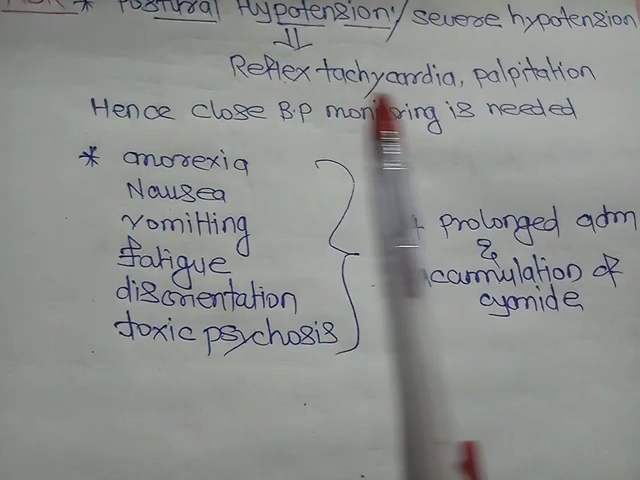 * Postural Hypotension / severe hypotension
⇓
Reflex tachycardia, palpitation
Hence close B.P monitoring is needed
* anorexia
Nausea
vomitting
fatigue
disorientation
toxic psychosis
prolonged adm
&
accumulation of
cyanide